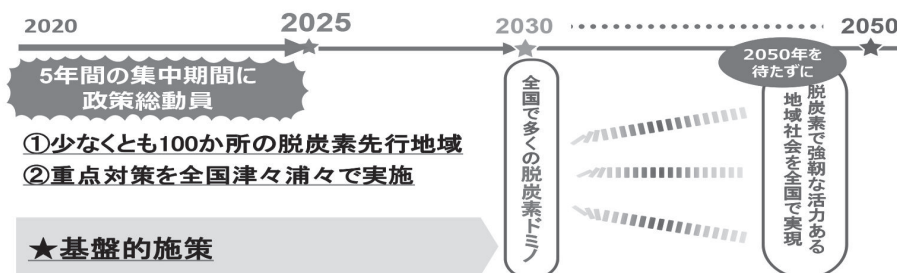 2020
2025
2030
2050
5年間の集中期間に
政策総動員
①少なくとも100か所の脱炭素先行地域
②重点対策を全国津々浦々で実施
★基盤的施策
全国で多くの脱炭素ドミノ
2050年を
待たずに
脱炭素で強靭な活力ある
地域社会を全国で実現